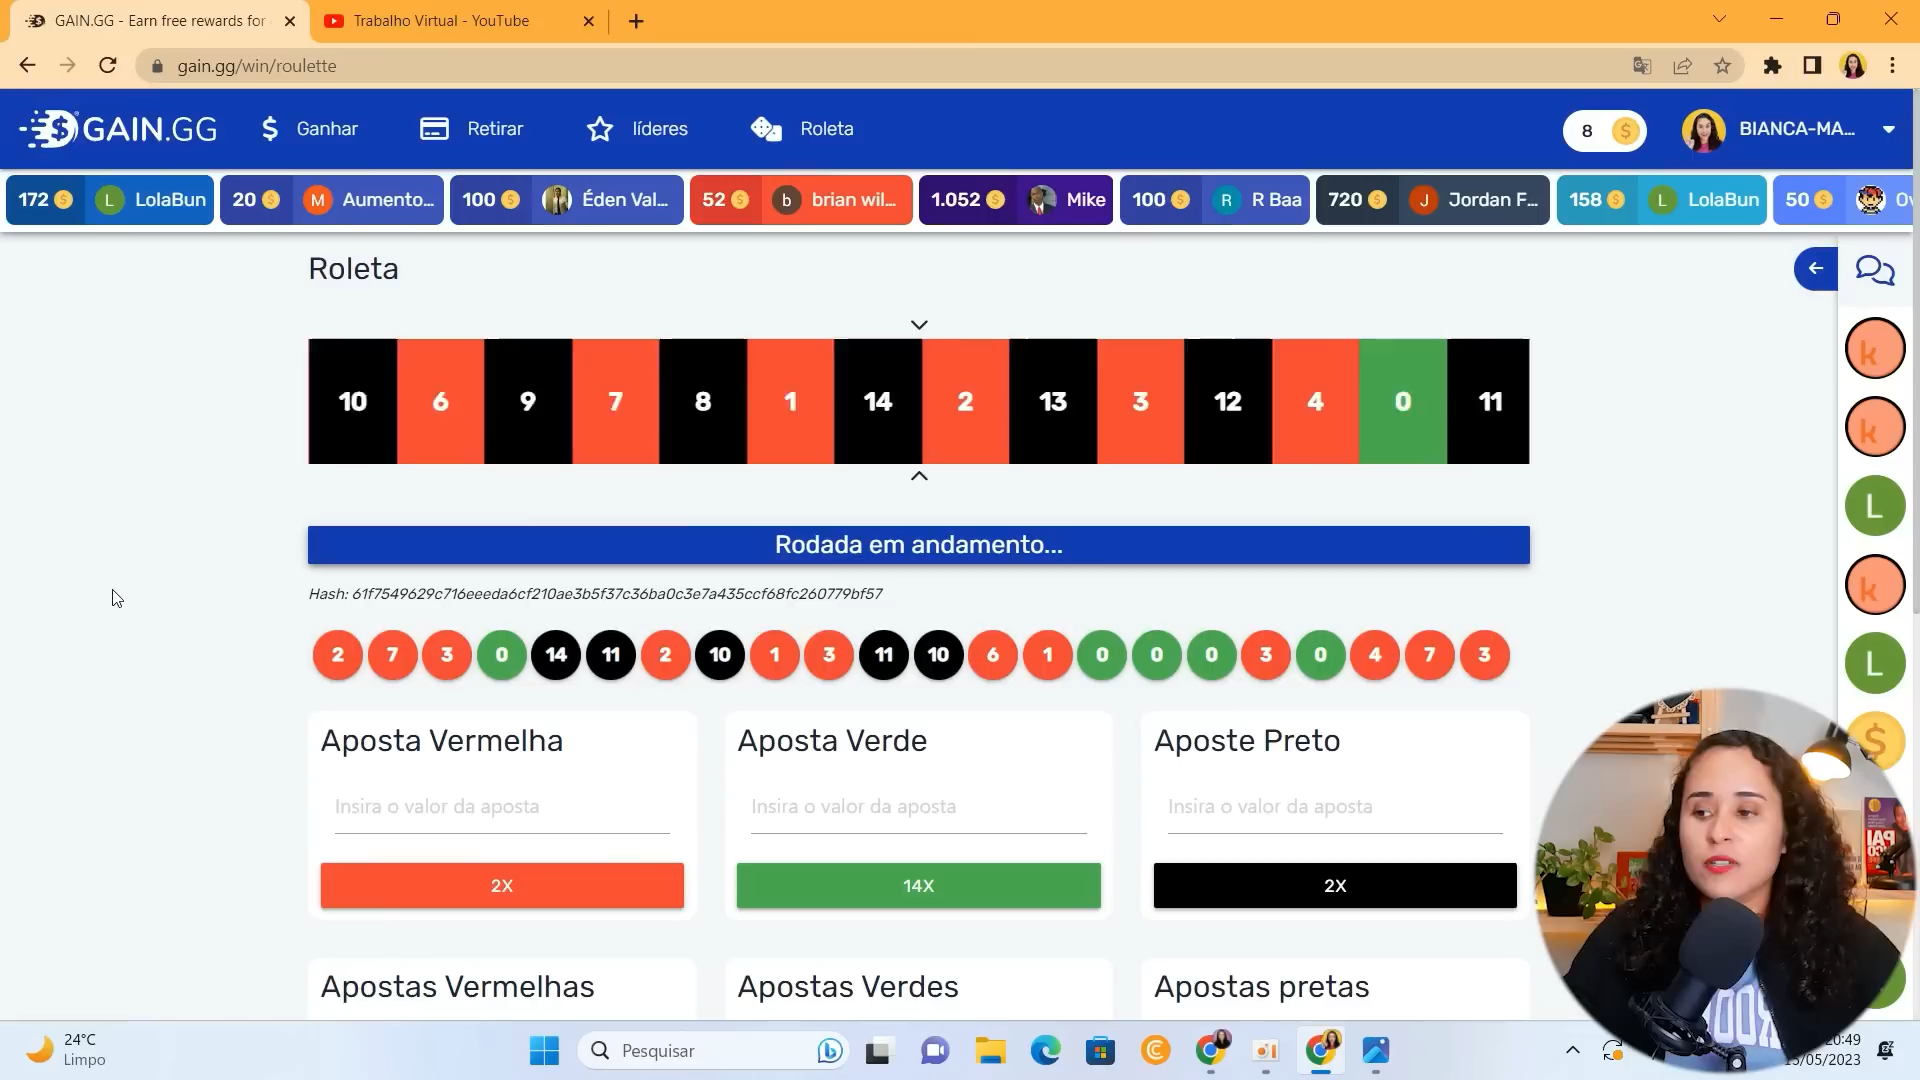 GAIN.GG - Earn free rewards for
Trabalho Virtual - YouTube
gain.gg/win/roulette
GAIN.GG
Ganhar
Retirar
líderes
Roleta
8
BIANCA-MA...
172 L LolaBun
20 M Aumento...
100 Éden Val...
52 b brian wil...
1.052 Mike
100 R R Baa
720 J Jordan F...
158 L LolaBun
50
Roleta
10 6 9 7 8 1 14 2 13 3 12 4 0 11
Rodada em andamento...
Hash: 61f7549629c716eeeda6cf210ae3b5f37c36ba0c3e7a435ccf68fc260779bf57
2 7 3 0 14 11 2 10 1 3 11 10 6 1 0 0 0 3 0 4 7 3
k
k
L
k
L
Aposta Vermelha
Insira o valor da aposta
2X
Aposta Verde
Insira o valor da aposta
14X
Aposte Preto
Insira o valor da aposta
2X
Apostas Vermelhas
Apostas Verdes
Apostas pretas
24°C
Limpo
Pesquisar
20:49
/05/2023